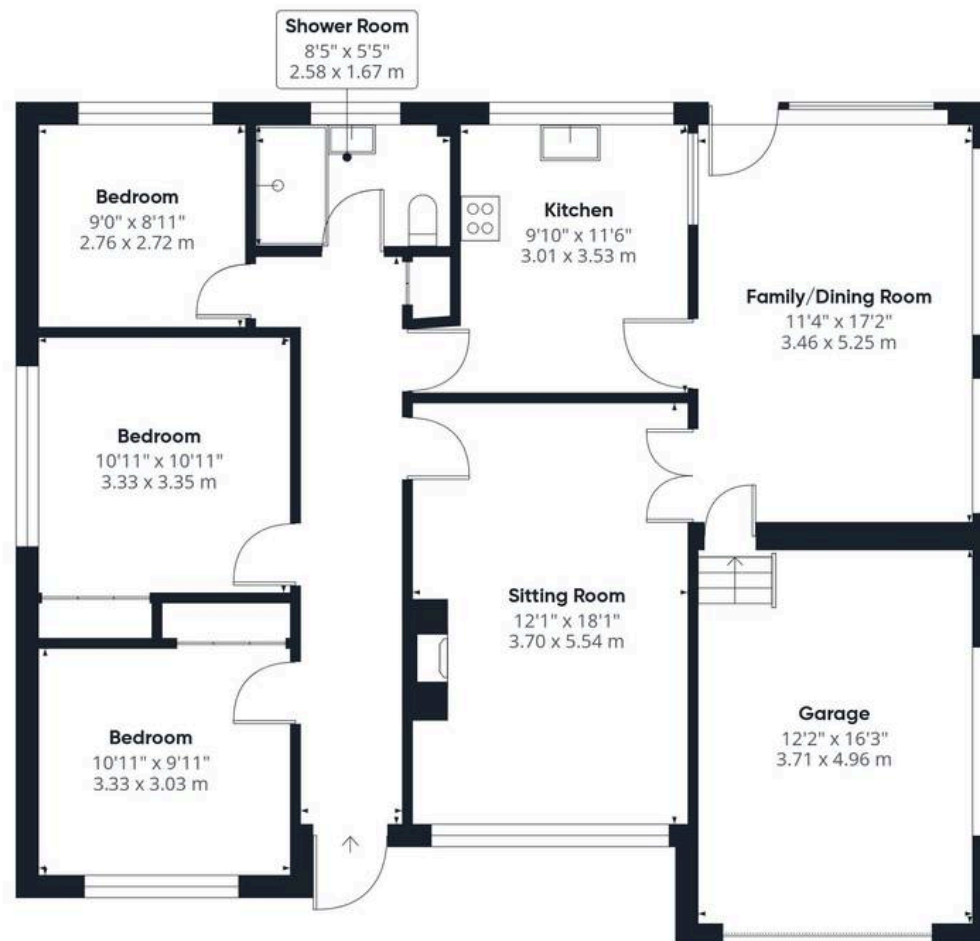 Shower Room
8'5" x 5'5"
2.58 x 1.67 m
Bedroom
9'0" x 8'11"
2.76 x 2.72 m
Kitchen
9'10" x 11'6"
3.01 x 3.53 m
Family/Dining Room
11'4" x 17'2"
3.46 x 5.25 m
Bedroom
10'11" x 10'11"
3.33 x 3.35 m
Sitting Room
12'1" x 18'1"
3.70 x 5.54 m
Bedroom
10'11" x 9'11"
3.33 x 3.03 m
Garage
12'2" x 16'3"
3.71 x 4.96 m